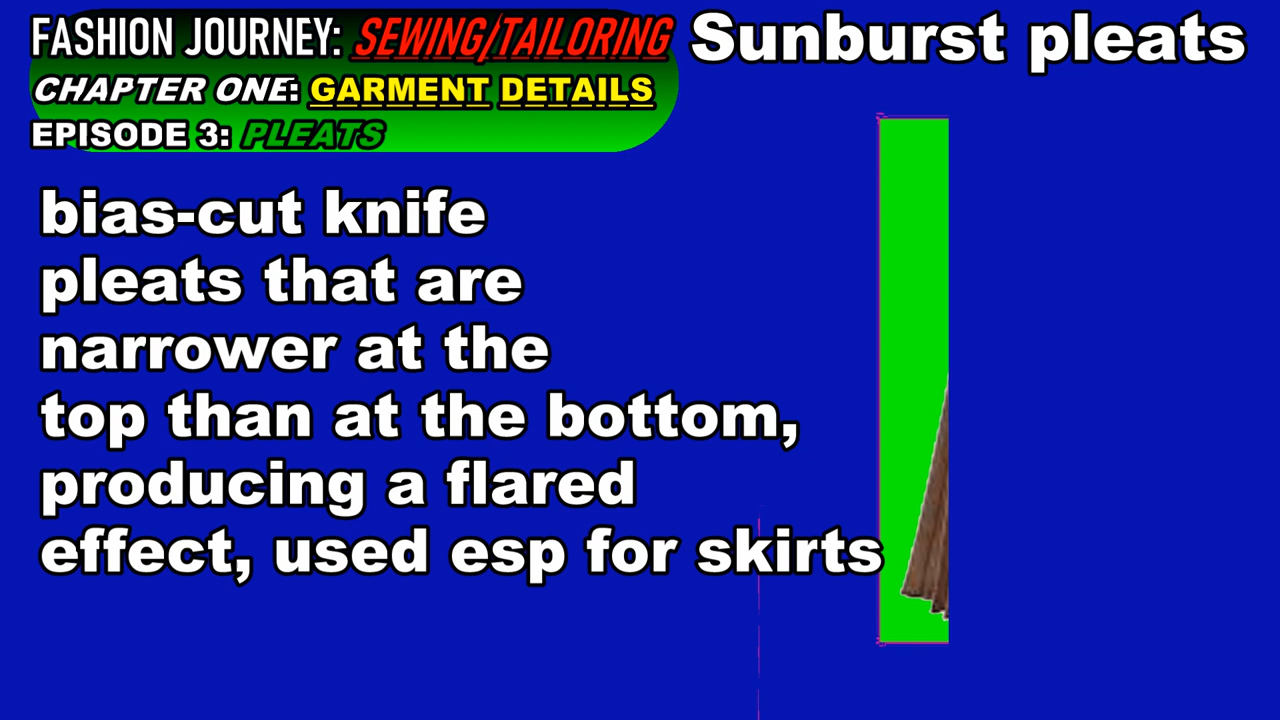 FASHION JOURNEY: SEWING/TAILORING
CHAPTER ONE: GARMENT DETAILS
EPISODE 3: PLEATS
Sunburst pleats
bias-cut knife
pleats that are
narrower at the
top than at the bottom,
producing a flared
effect, used esp for skirts